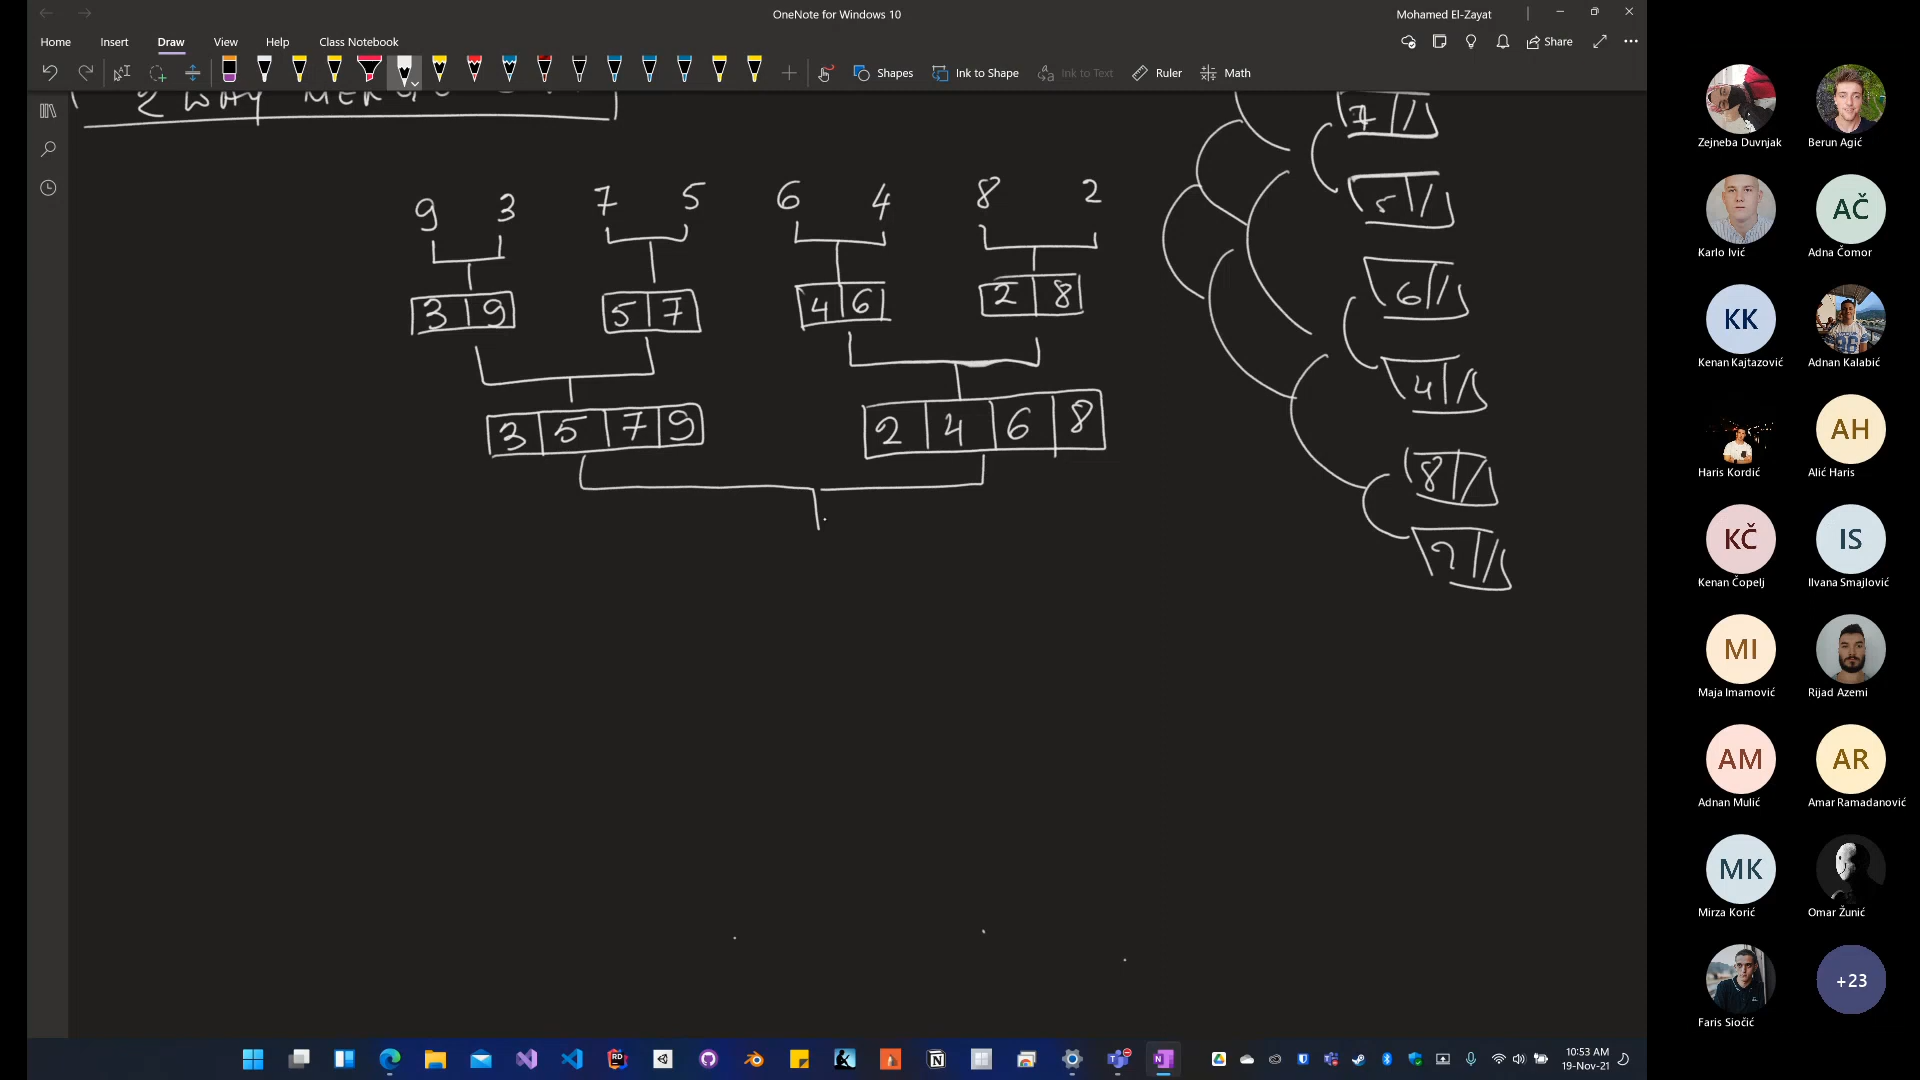 OneNote for Windows 10
Mohamed El-Zayat
Home Insert Draw View Help Class Notebook
Share
Shapes Ink to Shape Ink to Text Ruler Math
2 WAY
9 3 7 5 6 4 8 2
3 9 5 7 4 6 2 8
3 5 7 9 2 4 6 8
7
5
6
4
8
2
Zejneba Duvnjak Berun Agić
AČ
Karlo Ivić Adna Čomor
KK
Kenan Kajtazović Adnan Kalabić
AH
Haris Kordić Alić Haris
KČ IS
Kenan Čopelj Ilvana Smajlović
MI
Maja Imamović Rijad Azemi
AM AR
Adnan Mulić Amar Ramadanović
MK
Mirza Korić Omar Žunić
+23
Faris Siočić
10:53 AM
19-Nov-21